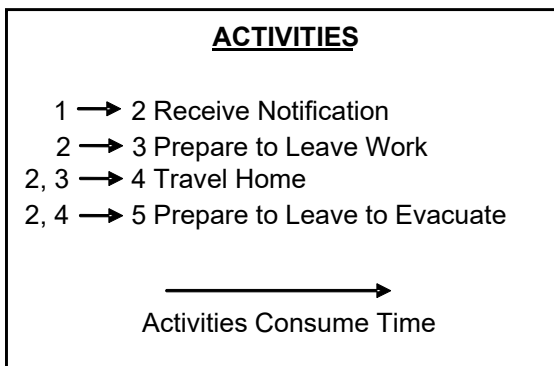 ACTIVITIES
1 → 2 Receive Notification
2 → 3 Prepare to Leave Work
2, 3 → 4 Travel Home
2, 4 → 5 Prepare to Leave to Evacuate
Activities Consume Time